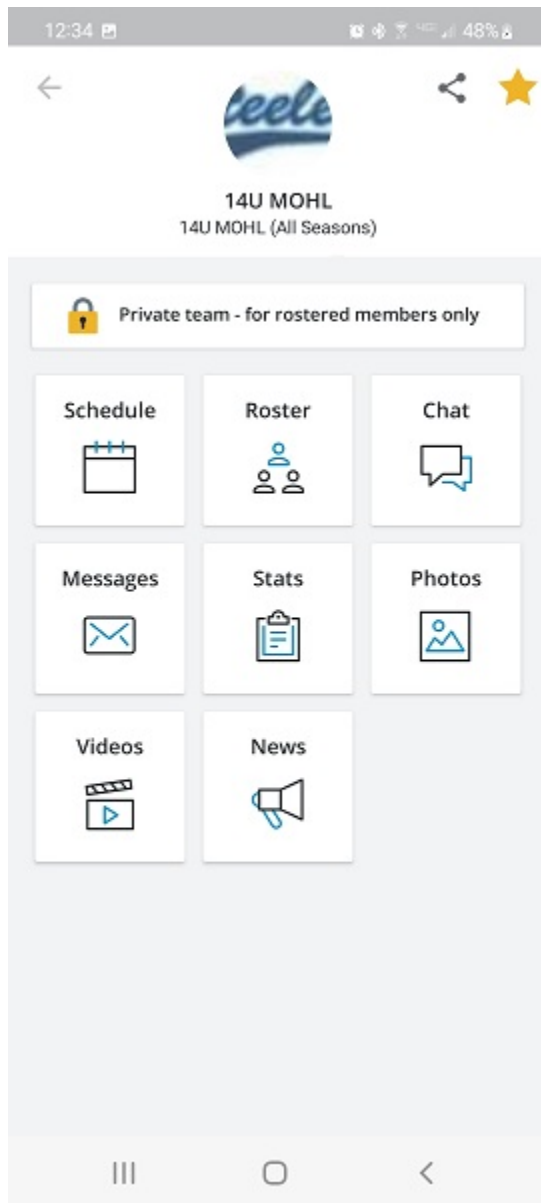 12:34
48%
teele
14U MOHL
14U MOHL (All Seasons)
Private team - for rostered members only
Schedule
Roster
Chat
Messages
Stats
Photos
Videos
News